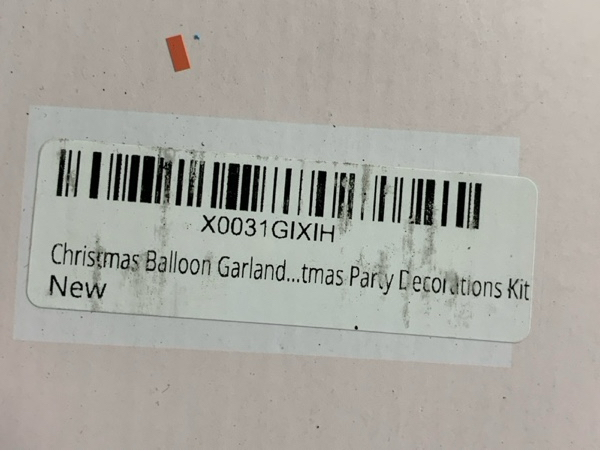 X0031GIXIH
Christmas Balloon Garland...tmas Party Decorations Kit
New